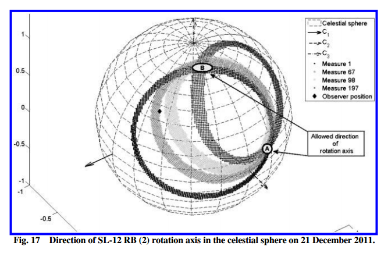 Celestial sphere
C1
C2
C3
Measure 1
Measure 67
Measure 98
Measure 197
Observer position
1
0.5
0
-0.5
-1
-1
-0.5
B
A
Allowed direction
of
rotation axis
Fig. 17 Direction of SL-12 RB (2) rotation axis in the celestial sphere on 21 December 2011.